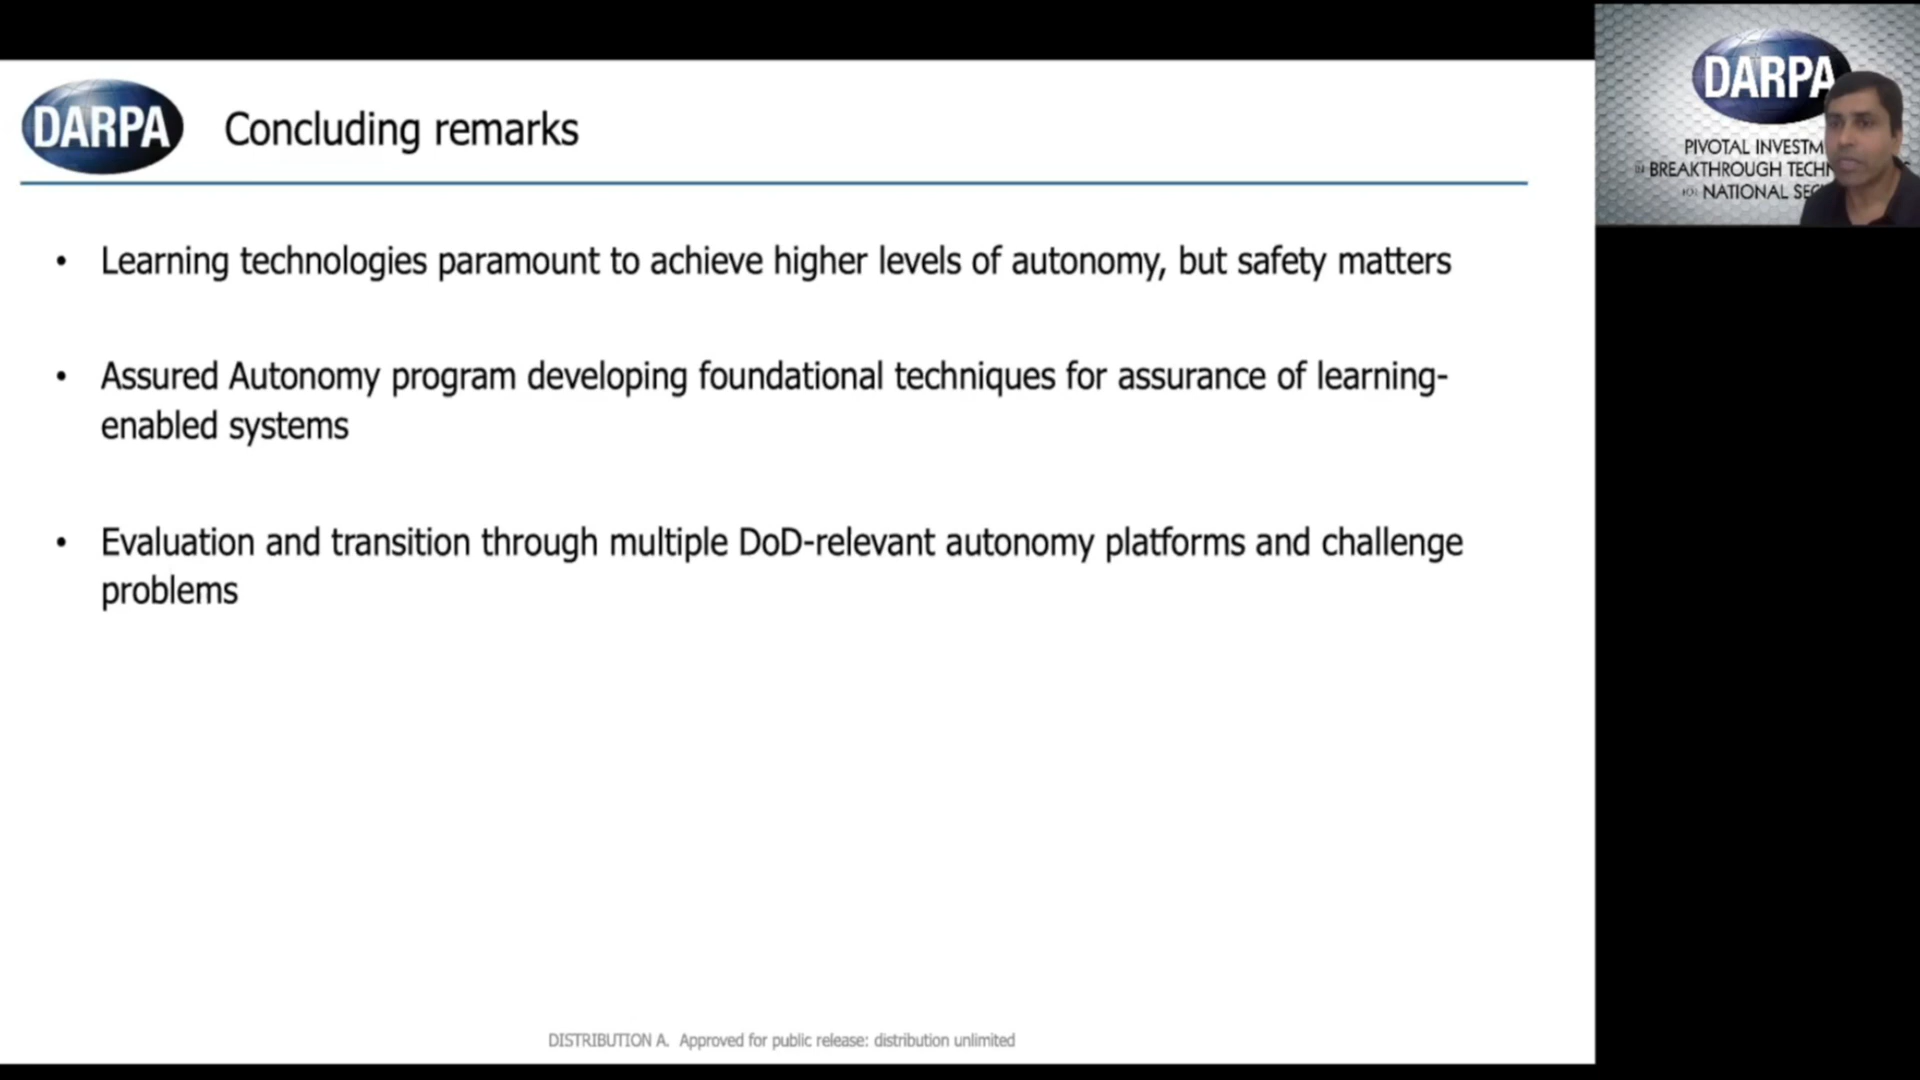 DARPA
Concluding remarks
• Learning technologies paramount to achieve higher levels of autonomy, but safety matters
• Assured Autonomy program developing foundational techniques for assurance of learning-
enabled systems
• Evaluation and transition through multiple DoD-relevant autonomy platforms and challenge
problems
DISTRIBUTION A. Approved for public release: distribution unlimited
DARPA
PIVOTAL INVESTM
IN BREAKTHROUGH TECHN
FOR NATIONAL SEC